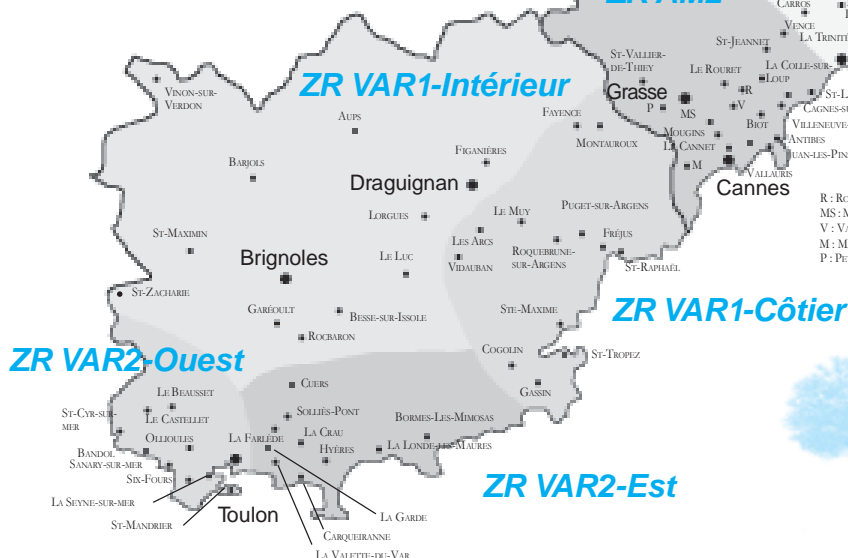 ZR AM2
CARROS
VENCE
ST-JEANNET
LA TRINITÉ
ST-VALLIER-
DE-THIEY
LE ROURET
LA COLLE-SUR-
LOUP
Grasse
R
P
MS
V
CAGNES-SU
BIOT
VILLENEUVE-
MOUGINS
ANTIBES
LE CANNET
UAN-LES-PINS
M
VALLAURIS
Cannes
R : RO
MS : M
V : VA
M : M
P : PE
VINON-SUR-
VERDON
ZR VAR1-Intérieur
AUPS
FAYENCE
MONTAUROUX
FIGANIÈRES
BARJOLS
Draguignan
LORGUES
LE MUY
PUGET-SUR-ARGENS
ST-MAXIMIN
LES ARCS
FRÉJUS
Brignoles
LE LUC
VIDAUBAN
ROQUEBRUNE-
SUR-ARGENS
ST-RAPHAËL
ST-ZACHARIE
GARÉOULT
BESSE-SUR-ISSOLE
STE-MAXIME
ZR VAR1-Côtier
ROCBARON
ZR VAR2-Ouest
COGOLIN
ST-TROPEZ
CUERS
GASSIN
LE BEAUSSET
ST-CYR-SUR-
MER
LE CASTELLET
SOLLIÈS-PONT
BORMES-LES-MIMOSAS
OLLIOULES
LA FARLÈDE
LA CRAU
LA LONDE-LES-MAURES
BANDOL
HYÈRES
SANARY-SUR-MER
SIX-FOURS
ZR VAR2-Est
LA SEYNE-SUR-MER
ST-MANDRIER
Toulon
LA GARDE
CARQUEIRANNE
LA VALETTE-DU-VAR